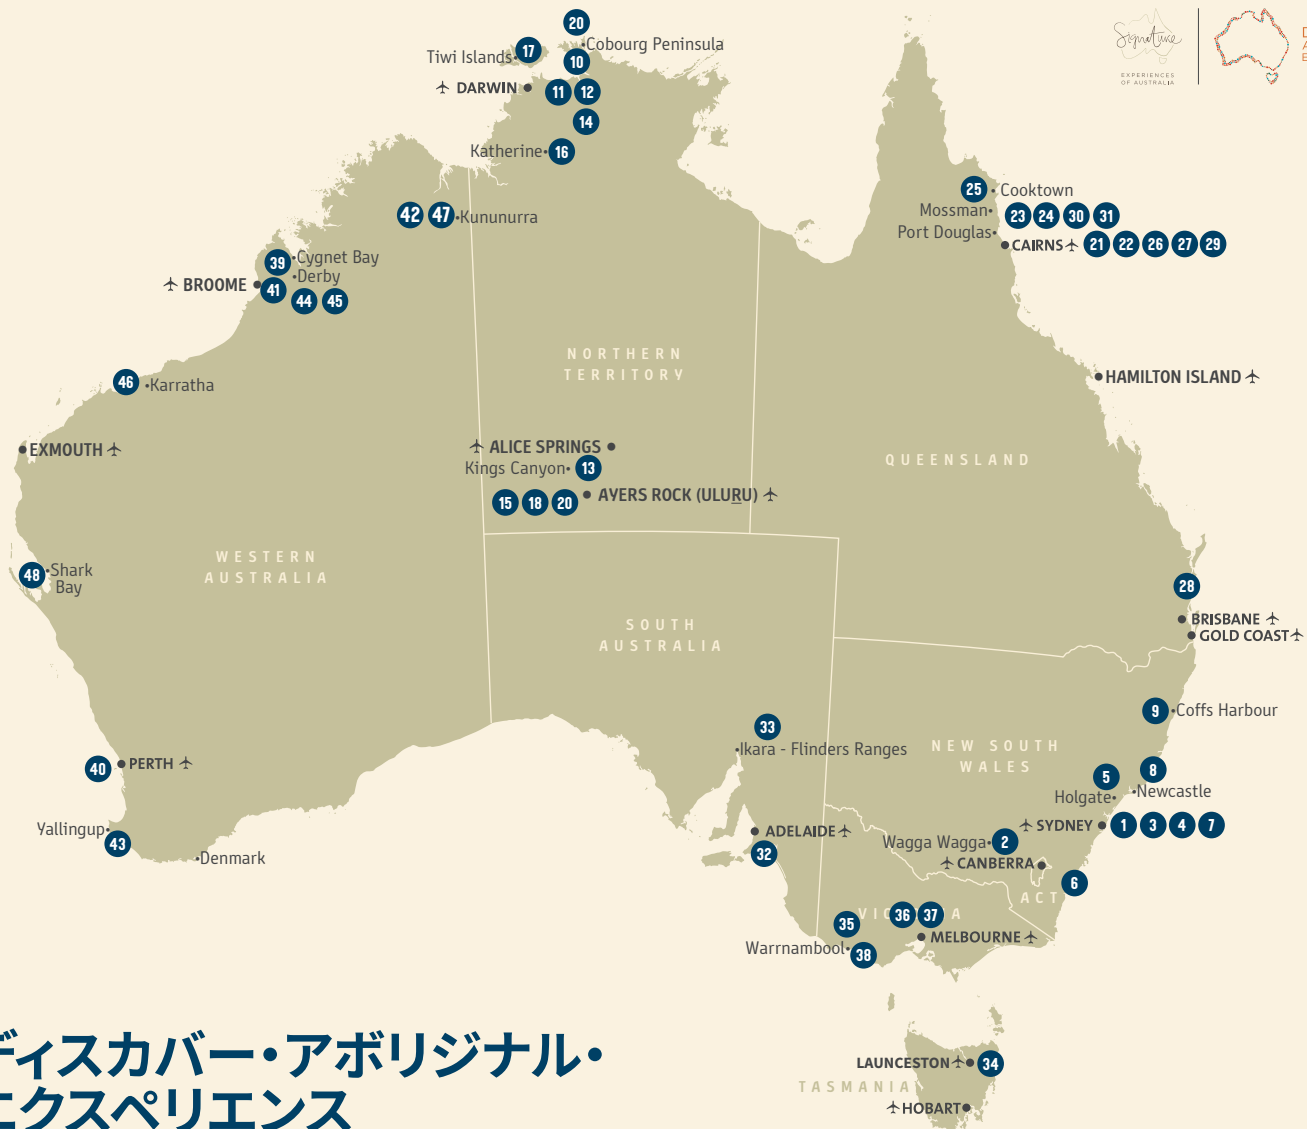 Signature
EXPERIENCES
OF AUSTRALIA
20
Cobourg Peninsula
Tiwi Islands 17
10
DARWIN
11 12
14
Katherine 16
25 Cooktown
Mossman
23 24 30 31
Port Douglas
CAIRNS 21 22 26 27 29
42 47 Kununurra
39 Cygnet Bay
Derby
BROOME 41
44 45
NORTHERN
TERRITORY
46 Karratha
HAMILTON ISLAND
EXMOUTH
ALICE SPRINGS
Kings Canyon 13
15 18 20 AYERS ROCK (ULURU)
QUEENSLAND
WESTERN
AUSTRALIA
48 Shark
Bay
28
BRISBANE
GOLD COAST
SOUTH
AUSTRALIA
9 Coffs Harbour
33
Ikara - Flinders Ranges
NEW SOUTH
WALES
40 PERTH
5 8
Holgate Newcastle
SYDNEY 1 3 4 7
Yallingup
43
Denmark
ADELAIDE
32
Wagga Wagga 2
CANBERRA
6
ACT
35 36 37
MELBOURNE
Warrnambool 38
ディスカバー・アボリジナル・
エクスペリエンス
LAUNCESTON 34
TASMANIA
HOBART